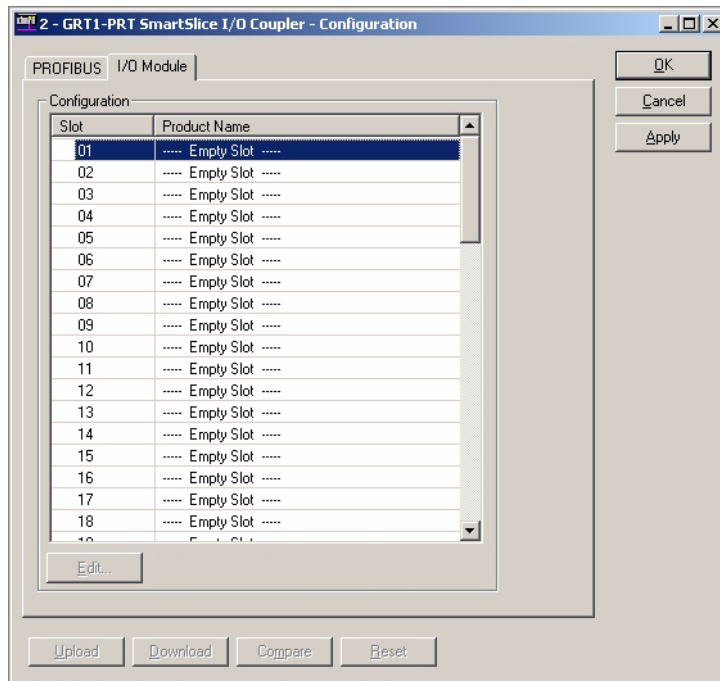 2 - GRT1-PRT SmartSlice I/O Coupler - Configuration
PROFIBUS I/O Module
OK
Cancel
Apply
Configuration
Slot Product Name
01 ----- Empty Slot -----
02 ----- Empty Slot -----
03 ----- Empty Slot -----
04 ----- Empty Slot -----
05 ----- Empty Slot -----
06 ----- Empty Slot -----
07 ----- Empty Slot -----
08 ----- Empty Slot -----
09 ----- Empty Slot -----
10 ----- Empty Slot -----
11 ----- Empty Slot -----
12 ----- Empty Slot -----
13 ----- Empty Slot -----
14 ----- Empty Slot -----
15 ----- Empty Slot -----
16 ----- Empty Slot -----
17 ----- Empty Slot -----
18 ----- Empty Slot -----
Edit...
Upload Download Compare Reset